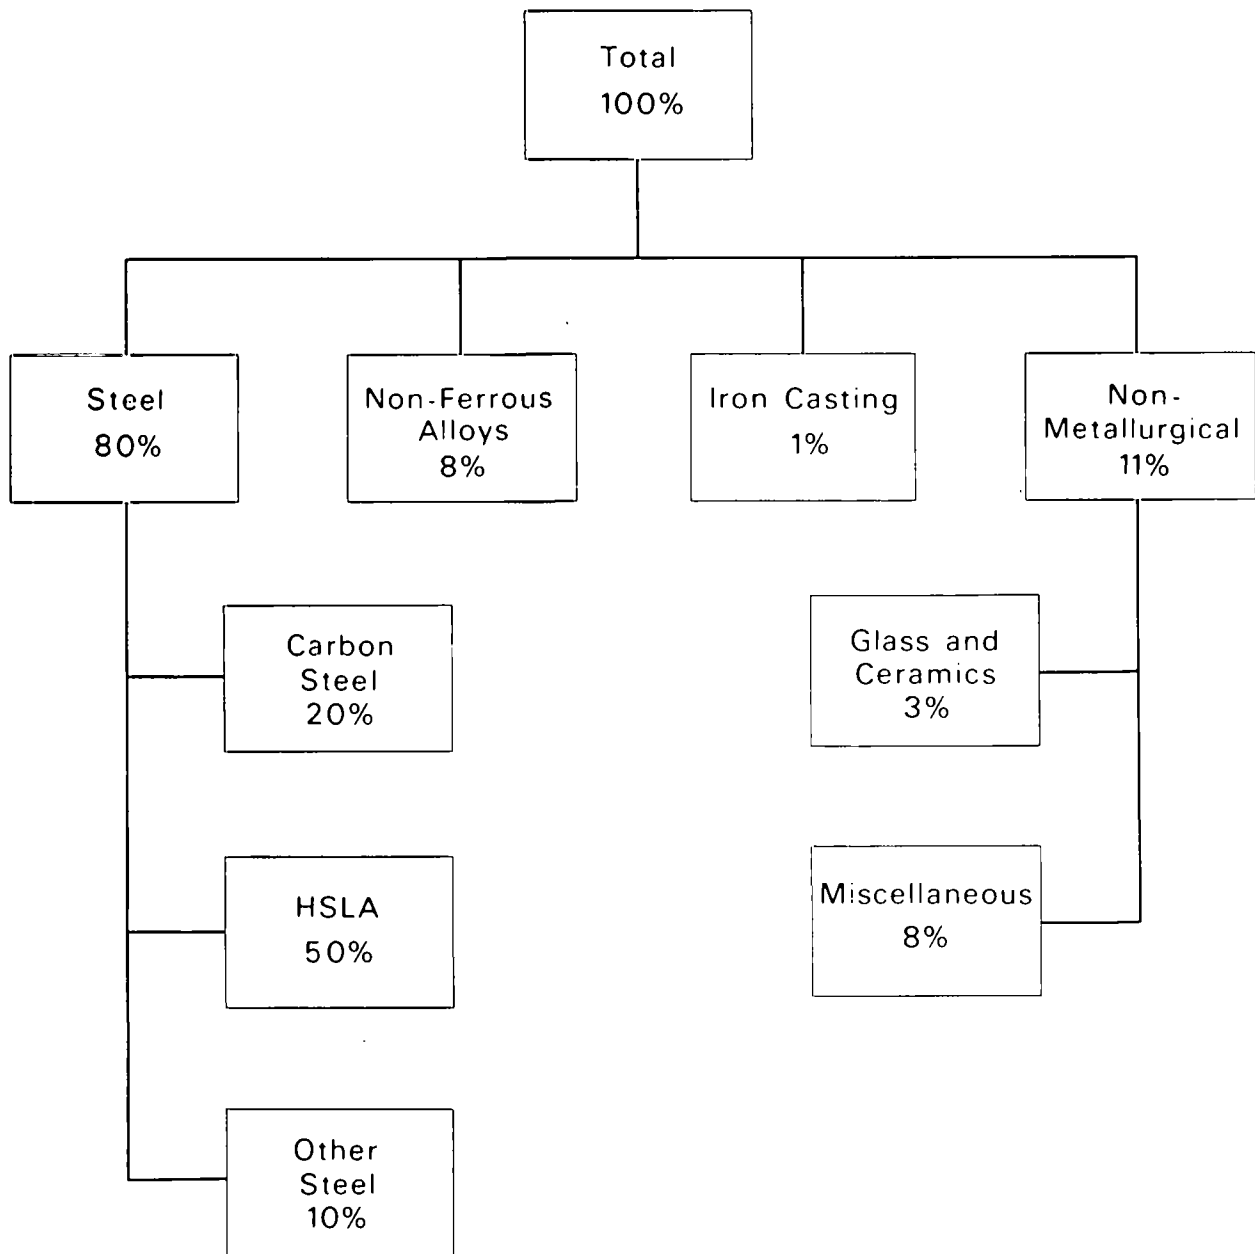 Total
100%
Steel
80%
Non-Ferrous
Alloys
8%
Iron Casting
1%
Non-
Metallurgical
11%
Carbon
Steel
20%
Glass and
Ceramics
3%
HSLA
50%
Miscellaneous
8%
Other
Steel
10%